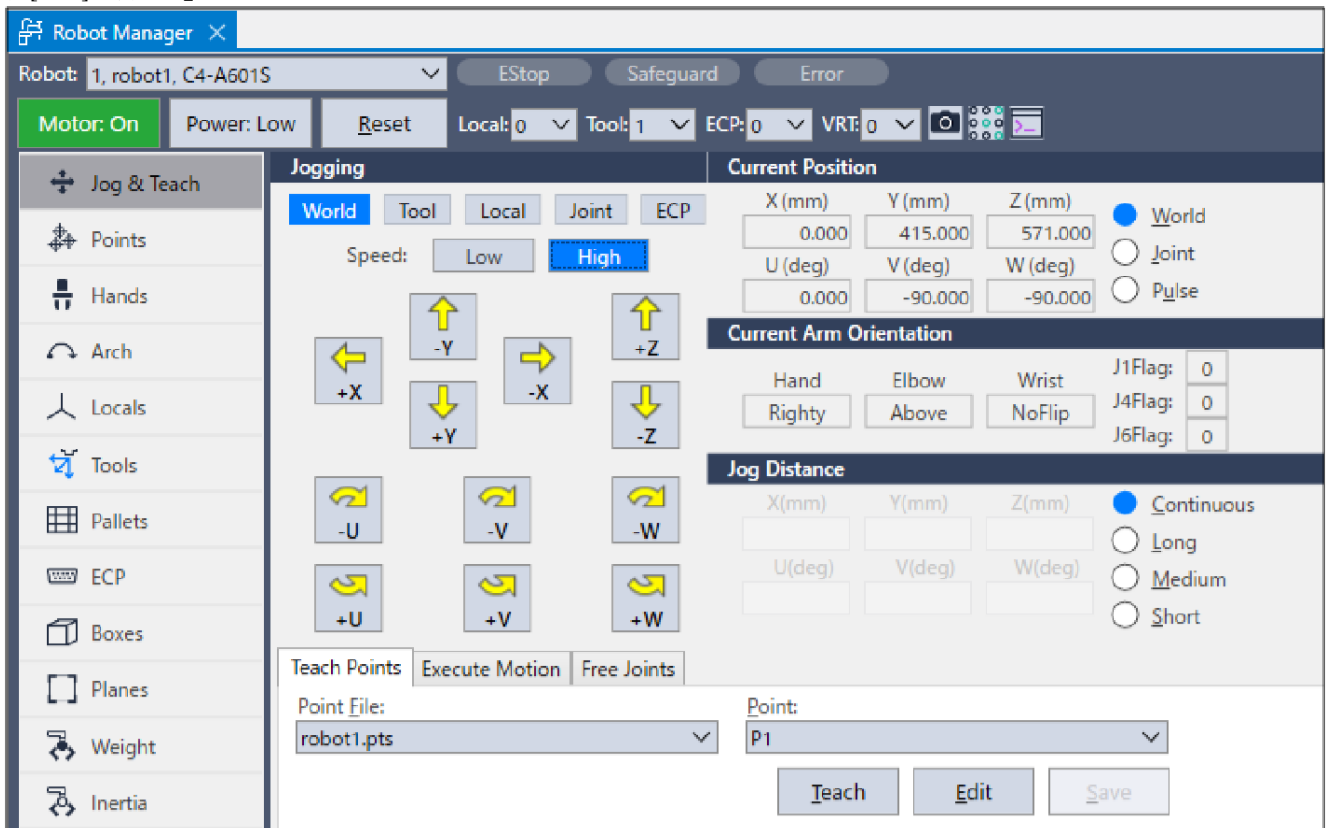 Robot Manager
Robot: 1, robot1, C4-A601S EStop Safeguard Error
Motor: On Power: Low Reset Local: 0 Tool: 1 ECP: 0 VRT: 0
Jog & Teach
Points
Hands
Arch
Locals
Tools
Pallets
ECP
Boxes
Planes
Weight
Inertia
Jogging
World Tool Local Joint ECP
Speed: Low High
-Y +Z
+X -X
+Y -Z
-U -V -W
+U +V +W
Current Position
X (mm) Y (mm) Z (mm)
0.000 415.000 571.000
U (deg) V (deg) W (deg)
0.000 -90.000 -90.000
World
Joint
Pulse
Current Arm Orientation
Hand Elbow Wrist
Righty Above NoFlip
J1Flag: 0
J4Flag: 0
J6Flag: 0
Jog Distance
X(mm) Y(mm) Z(mm)
U(deg) V(deg) W(deg)
Continuous
Long
Medium
Short
Teach Points Execute Motion Free Joints
Point File: Point:
robot1.pts P1
Teach Edit Save